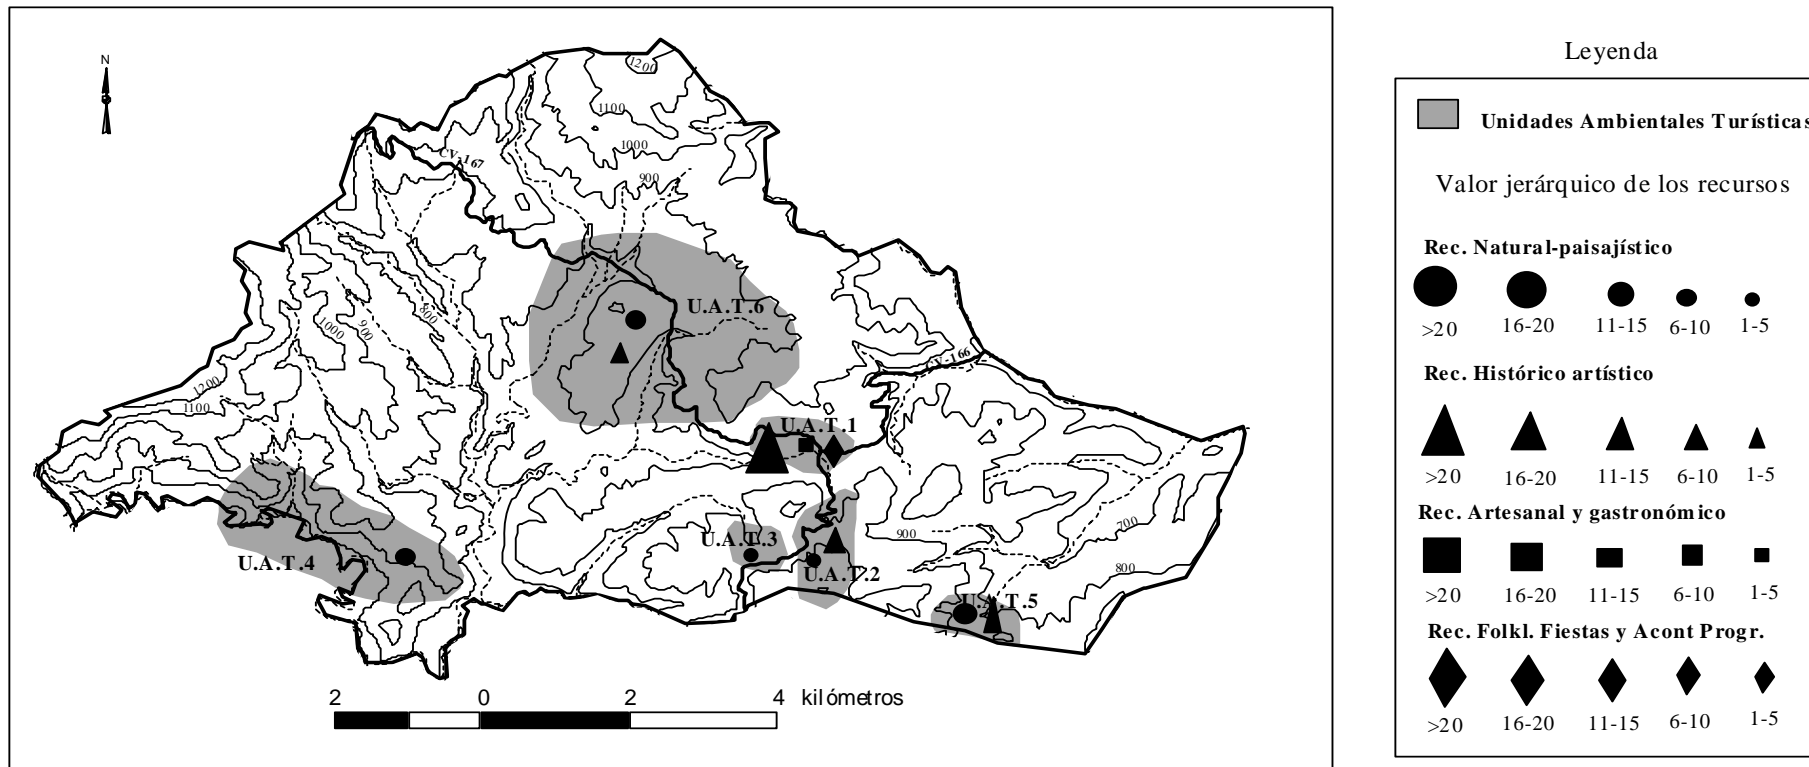 N
1200
1100
1000
CV-167
900
U.A.T.6
800
900
1000
CV-166
1200
1100
U.A.T.1
U.A.T.3
U.A.T.4
U.A.T.2
900
700
800
U.A.T.5
2 0 2 4 kilómetros
Leyenda
Unidades Ambientales Turísticas
Valor jerárquico de los recursos
Rec. Natural-paisajístico
>20 16-20 11-15 6-10 1-5
Rec. Histórico artístico
>20 16-20 11-15 6-10 1-5
Rec. Artesanal y gastronómico
>20 16-20 11-15 6-10 1-5
Rec. Folkl. Fiestas y Acont Progr.
>20 16-20 11-15 6-10 1-5